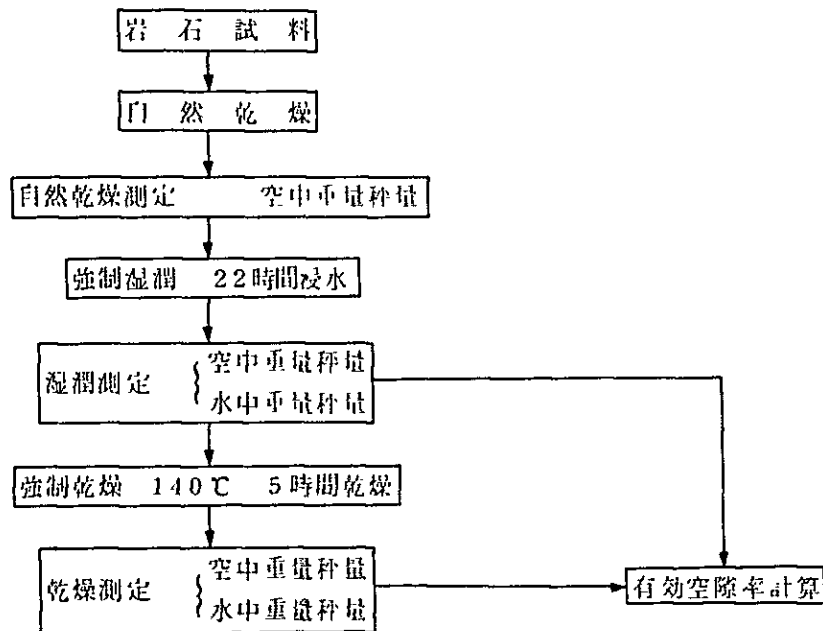 岩石試料
自然乾燥
自然乾燥測定 空中重量秤量
強制湿潤 22時間浸水
湿潤測定 空中重量秤量
水中重量秤量
強制乾燥 140℃ 5時間乾燥
乾燥測定 空中重量秤量
水中重量秤量
有効空隙率計算